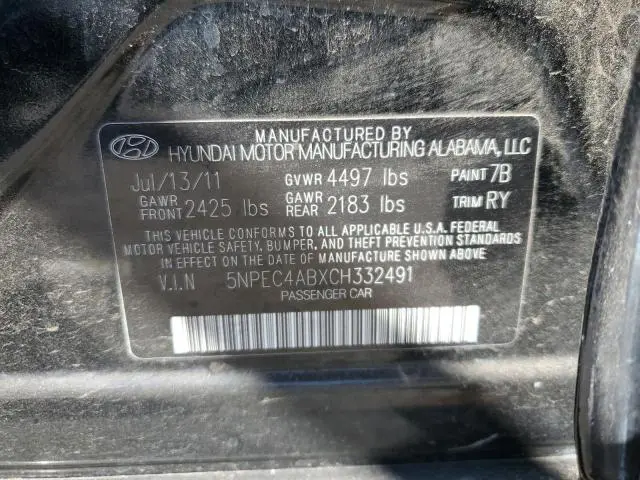 MANUFACTURED BY
HYUNDAI MOTOR MANUFACTURING ALABAMA, LLC
Jul/13/11 GVWR 4497 lbs PAINT 7B
GAWR FRONT 2425 lbs GAWR REAR 2183 lbs TRIM RY
THIS VEHICLE CONFORMS TO ALL APPLICABLE U.S.A. FEDERAL
MOTOR VEHICLE SAFETY, BUMPER, AND THEFT PREVENTION STANDARDS
IN EFFECT ON THE DATE OF MANUFACTURE SHOWN ABOVE.
V.I.N 5NPEC4ABXCH332491
PASSENGER CAR